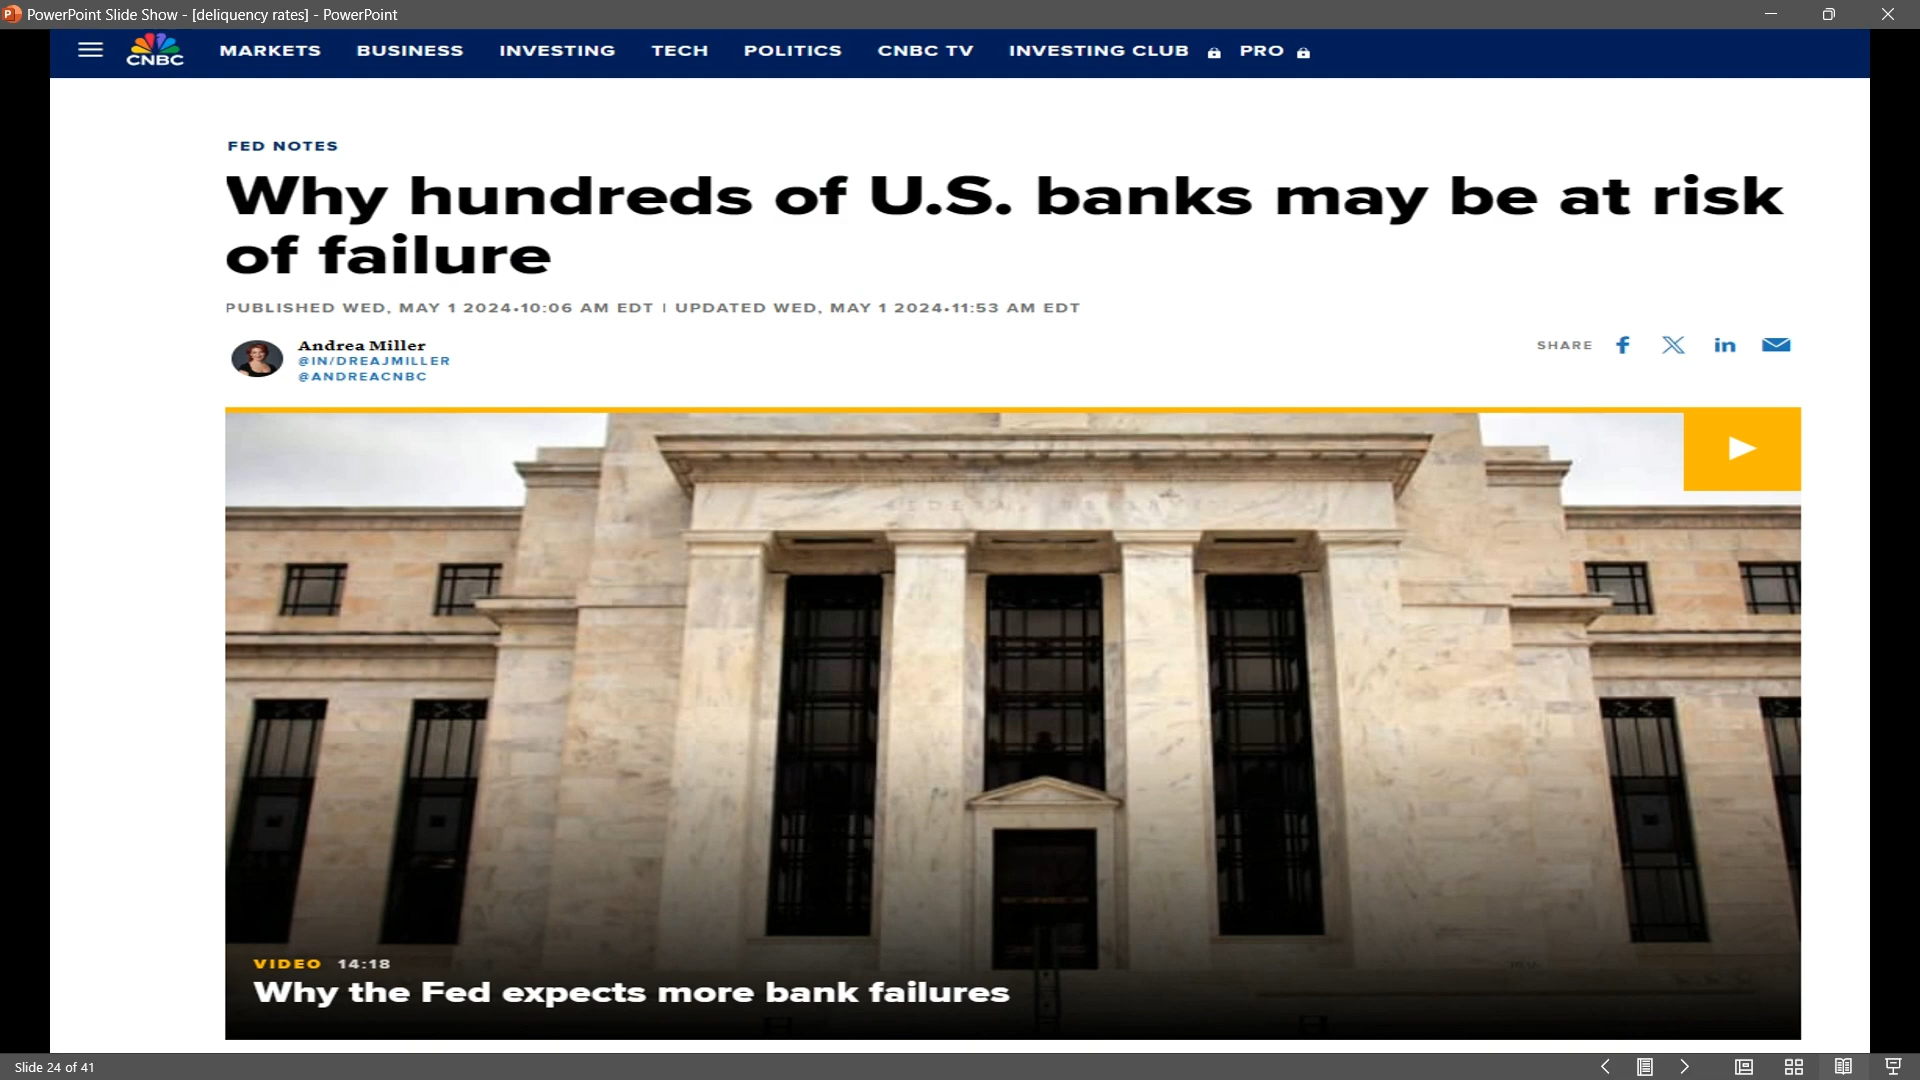 PowerPoint Slide Show - [deliquency rates] - PowerPoint
CNBC
MARKETS BUSINESS INVESTING TECH POLITICS CNBC TV INVESTING CLUB PRO
FED NOTES
Why hundreds of U.S. banks may be at risk
of failure
PUBLISHED WED, MAY 1 2024•10:06 AM EDT | UPDATED WED, MAY 1 2024•11:53 AM EDT
Andrea Miller
@IN/DREAJMILLER
@ANDREACNBC
SHARE
FEDERAL RESERVE
VIDEO 14:18
Why the Fed expects more bank failures
Slide 24 of 41